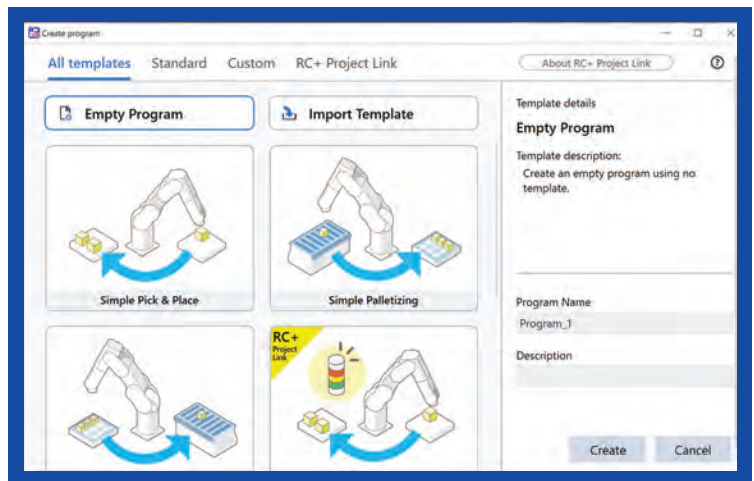 Create program
All templates Standard Custom RC+ Project Link About RC+ Project Link ?
Empty Program
Import Template
Simple Pick & Place
Simple Palletizing
RC+
Project
Link
Template details
Empty Program
Template description:
Create an empty program using no
template.
Program Name
Program_1
Description
Create Cancel